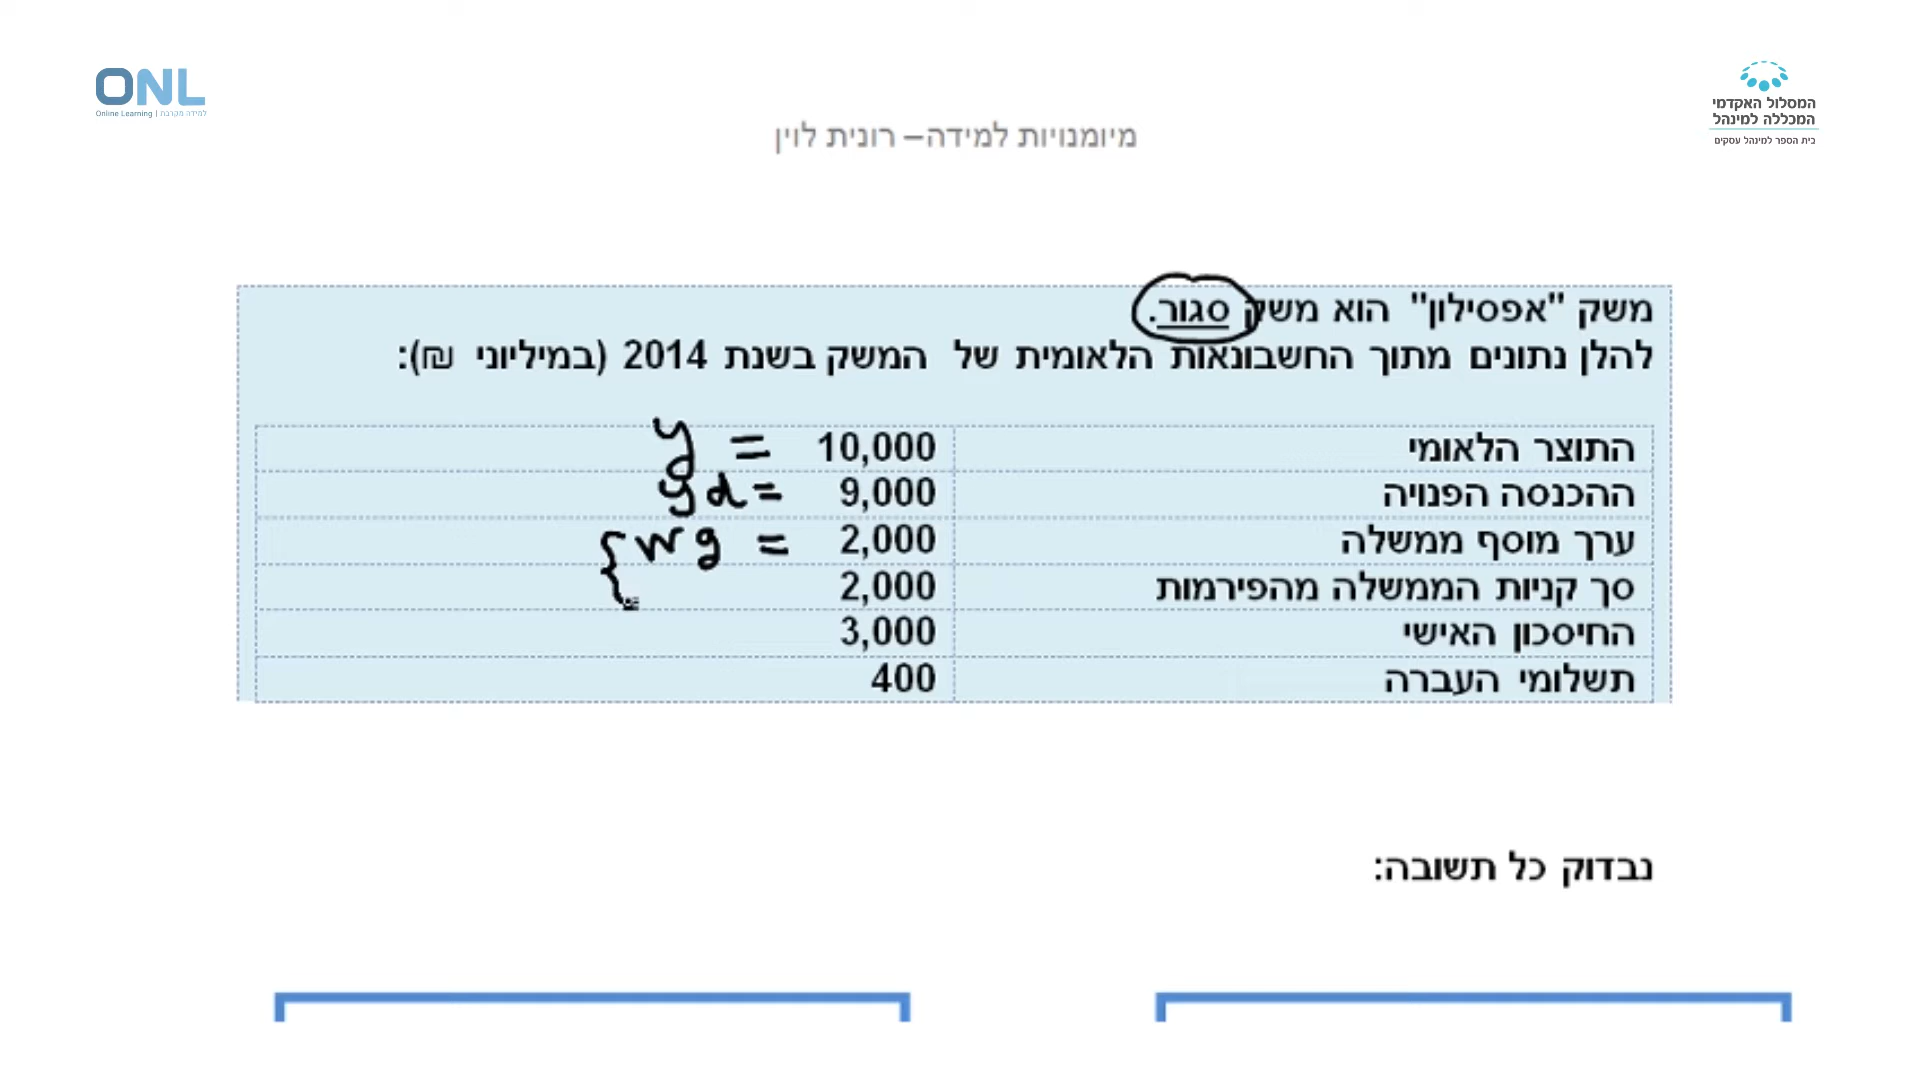 ONL
Online Learning | למידה מקרבת
המסלול האקדמי
המכללה למינהל
בית הספר למינהל עסקים
מיומנויות למידה – רונית לוין
משק "אפסילון" הוא משק סגור.
להלן נתונים מתוך החשבונאות הלאומית של המשק בשנת 2014 (במיליוני ₪):
התוצר הלאומי 10,000 = y
ההכנסה הפנויה 9,000 = yd
ערך מוסף ממשלה 2,000 = wg }
סך קניות הממשלה מהפירמות 2,000
החיסכון האישי 3,000
תשלומי העברה 400
נבדוק כל תשובה: